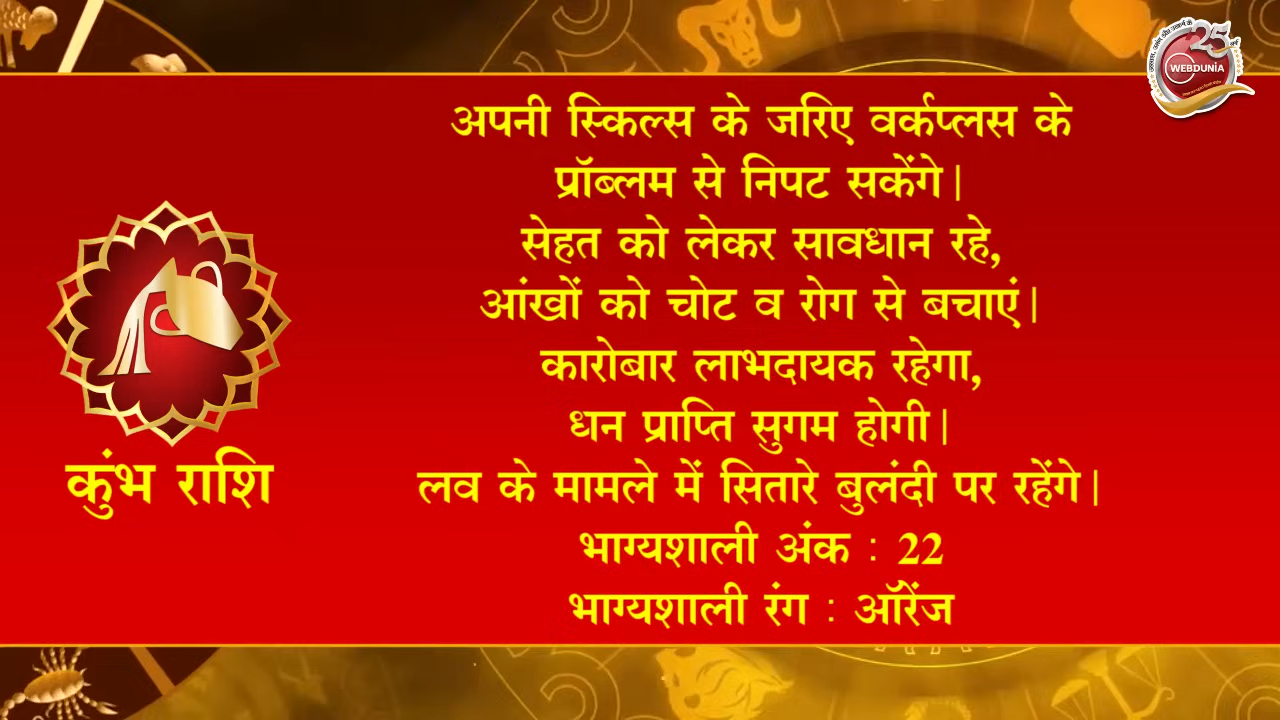 अपनी स्किल्स के जरिए वर्कप्लस के
प्रॉब्लम से निपट सकेंगे|
सेहत को लेकर सावधान रहे,
आंखों को चोट व रोग से बचाएं|
कारोबार लाभदायक रहेगा,
धन प्राप्ति सुगम होगी|
लव के मामले में सितारे बुलंदी पर रहेंगे|
भाग्यशाली अंक : 22
भाग्यशाली रंग : ऑरेंज
कुंभ राशि
25
WEBDUNIA